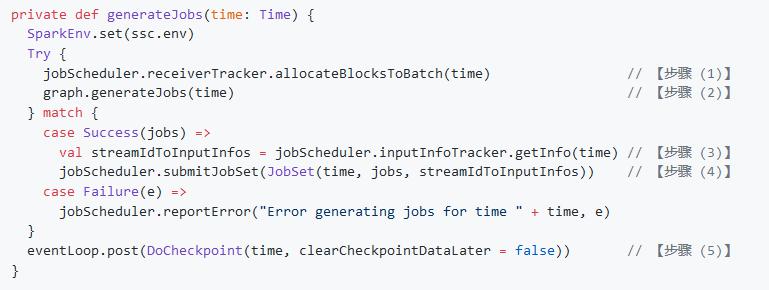 private def generateJobs(time: Time) {
  SparkEnv.set(ssc.env)
  Try {
    jobScheduler.receiverTracker.allocateBlocksToBatch(time)                 // 【步骤 (1)】
    graph.generateJobs(time)                                                 // 【步骤 (2)】
  } match {
    case Success(jobs) =>
      val streamIdToInputInfos = jobScheduler.inputInfoTracker.getInfo(time) // 【步骤 (3)】
      jobScheduler.submitJobSet(JobSet(time, jobs, streamIdToInputInfos))    // 【步骤 (4)】
    case Failure(e) =>
      jobScheduler.reportError("Error generating jobs for time " + time, e)
  }
  eventLoop.post(DoCheckpoint(time, clearCheckpointDataLater = false))       // 【步骤 (5)】
}